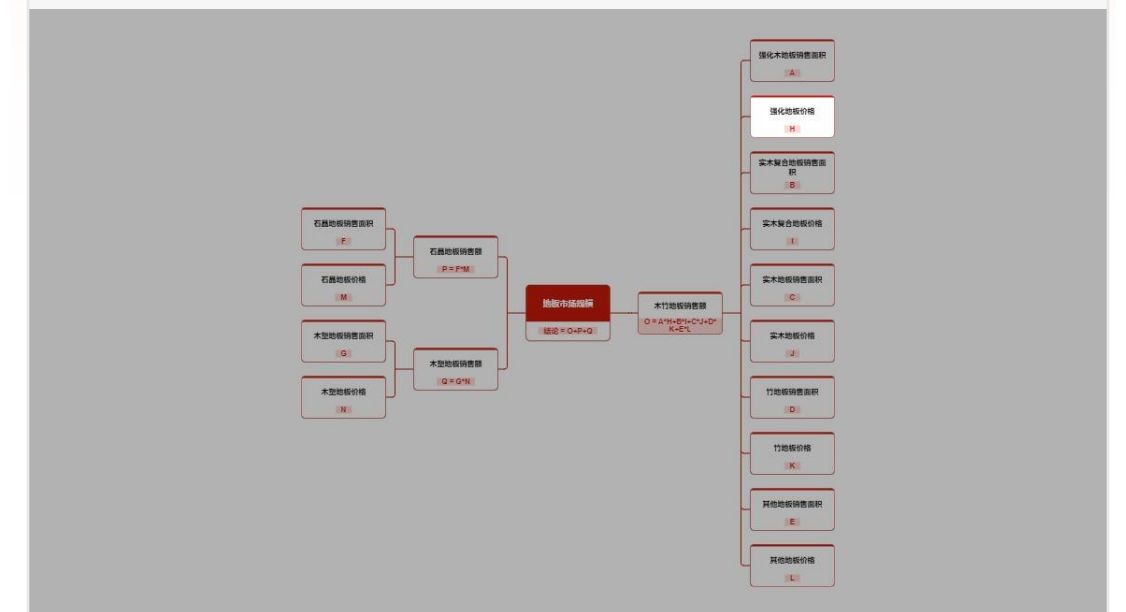 强化木地板销售面积
A
强化地板价格
H
实木复合地板销售面
积
B
实木复合地板价格
I
实木地板销售面积
C
实木地板价格
J
竹地板销售面积
D
竹地板价格
K
其他地板销售面积
E
其他地板价格
L
木竹地板销售额
O = A*H+B*I+C*J+D*
K+E*L
地板市场规模
结论 = O+P+Q
石晶地板销售额
P = F*M
石晶地板销售面积
F
石晶地板价格
M
木塑地板销售额
Q = G*N
木塑地板销售面积
G
木塑地板价格
N